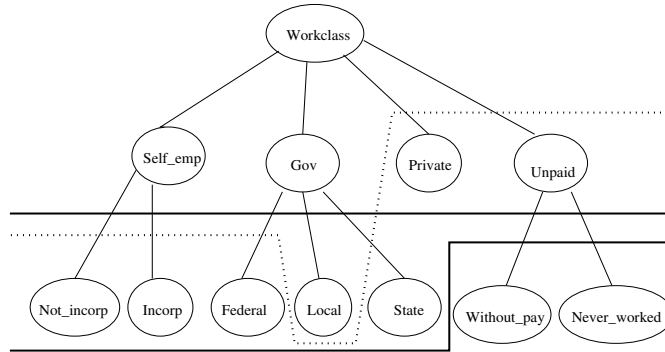 Workclass
Self_emp
Gov
Private
Unpaid
Not_incorp
Incorp
Federal
Local
State
Without_pay
Never_worked